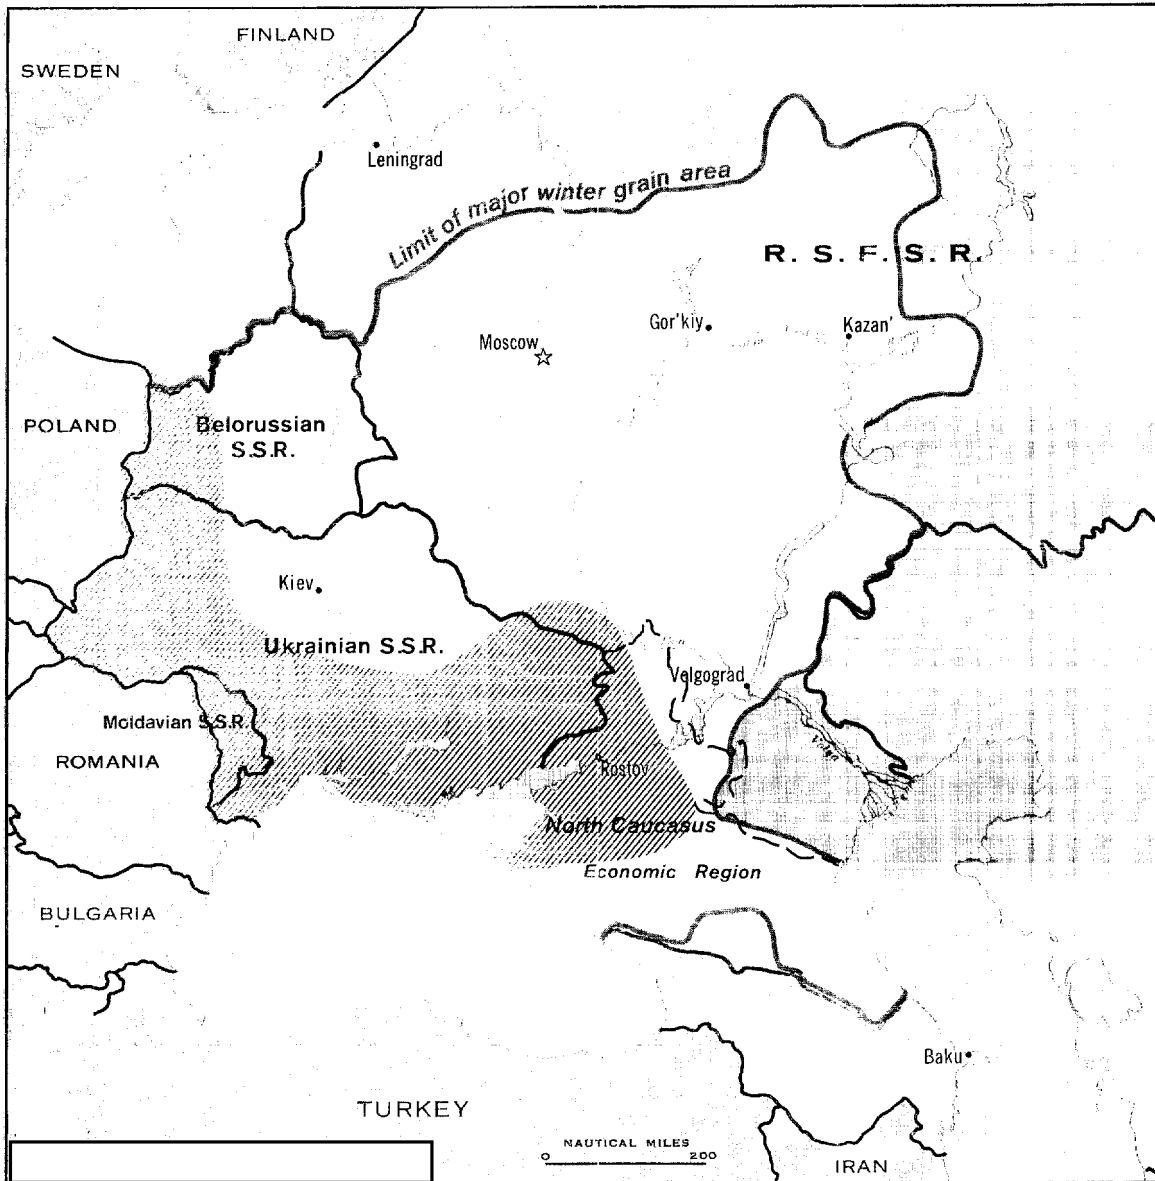 FINLAND
SWEDEN
Leningrad
Limit of major winter grain area
R. S. F. S. R.
Gor'kiy
Kazan'
Moscow
POLAND
Belorussian
S.S.R.
Kiev
Ukrainian S.S.R.
Volgograd
Moldavian S.S.R.
ROMANIA
Rostov
North Caucasus
Economic Region
BULGARIA
Baku
TURKEY
NAUTICAL MILES
0 200
IRAN